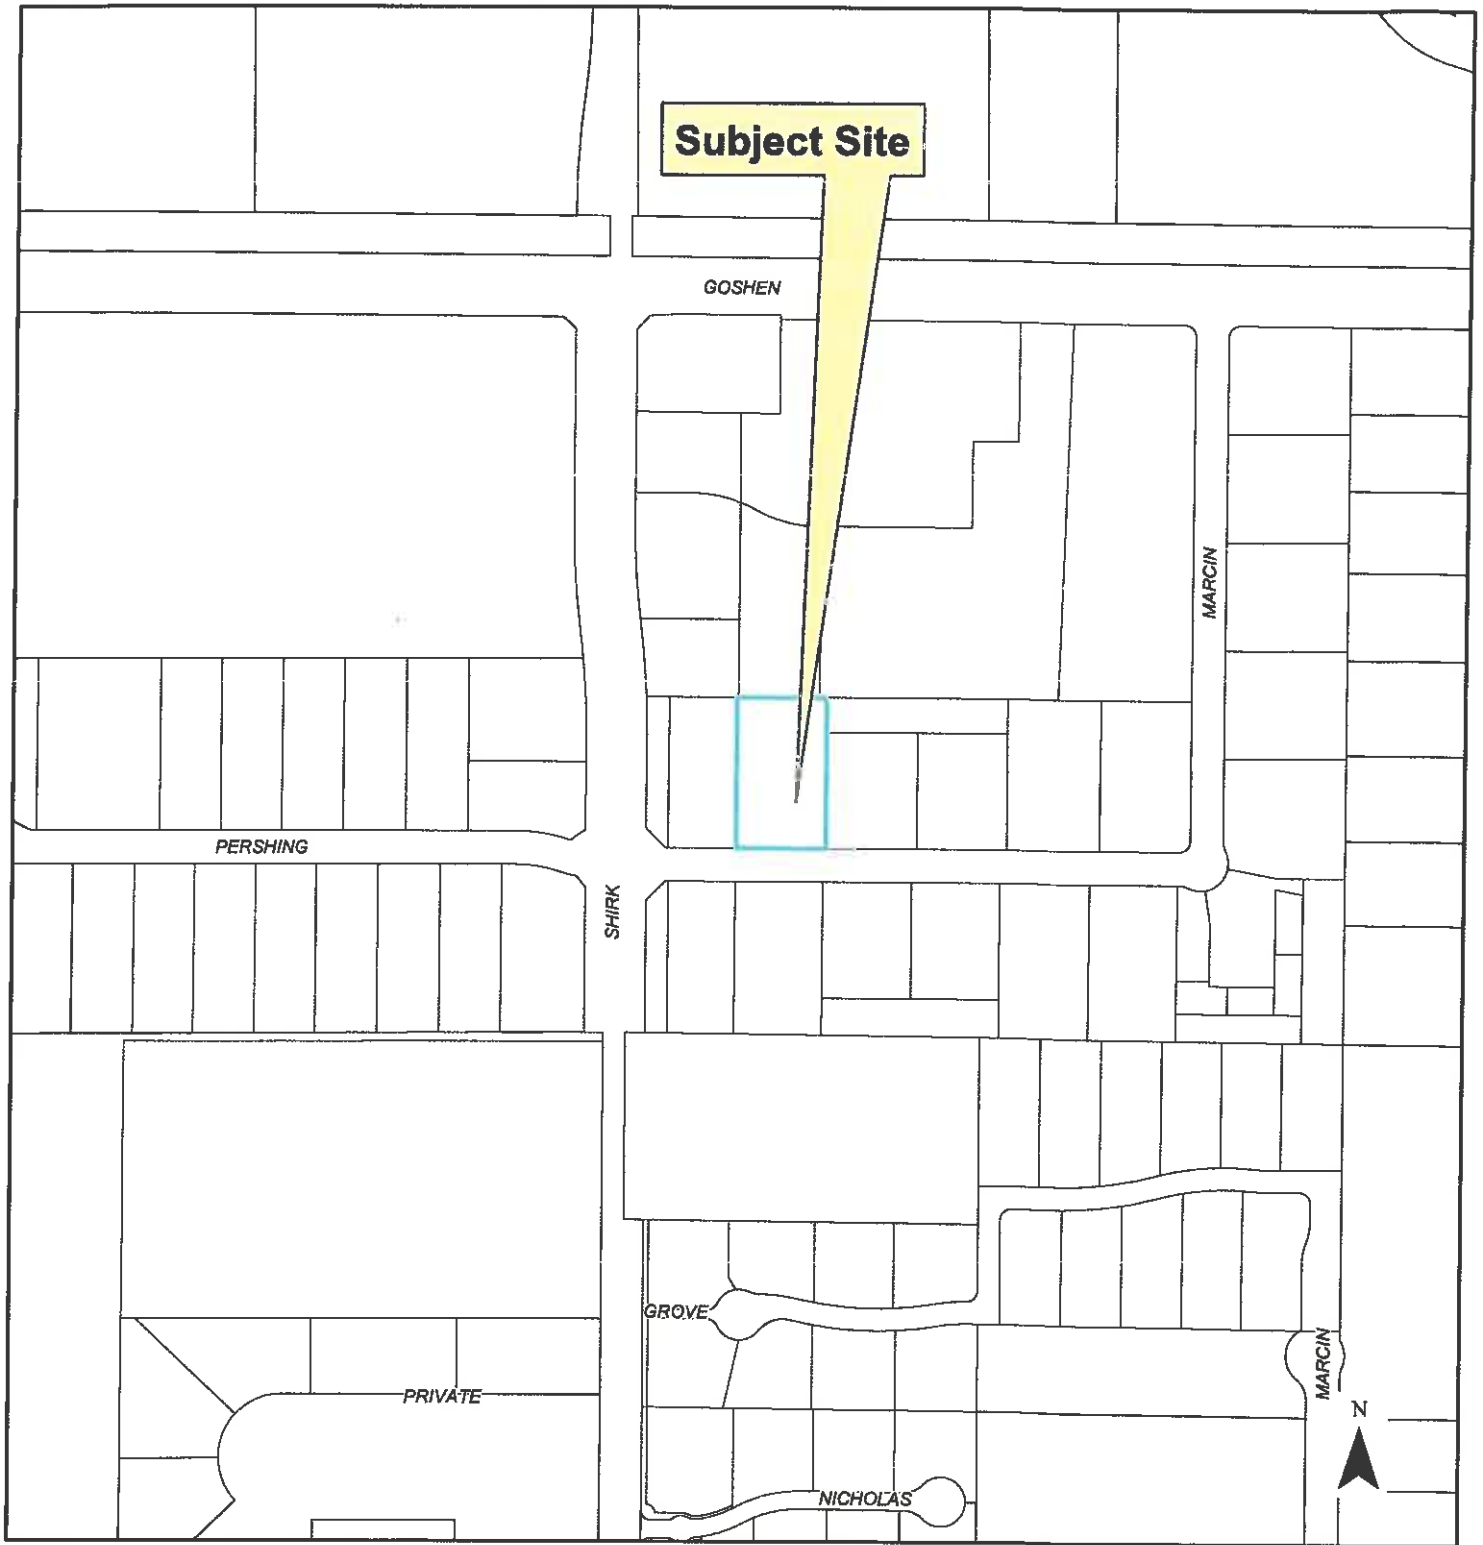 Subject Site
GOSHEN
MARCIN
PERSHING
SHIRK
GROVE
MARCIN
PRIVATE
N
NICHOLAS